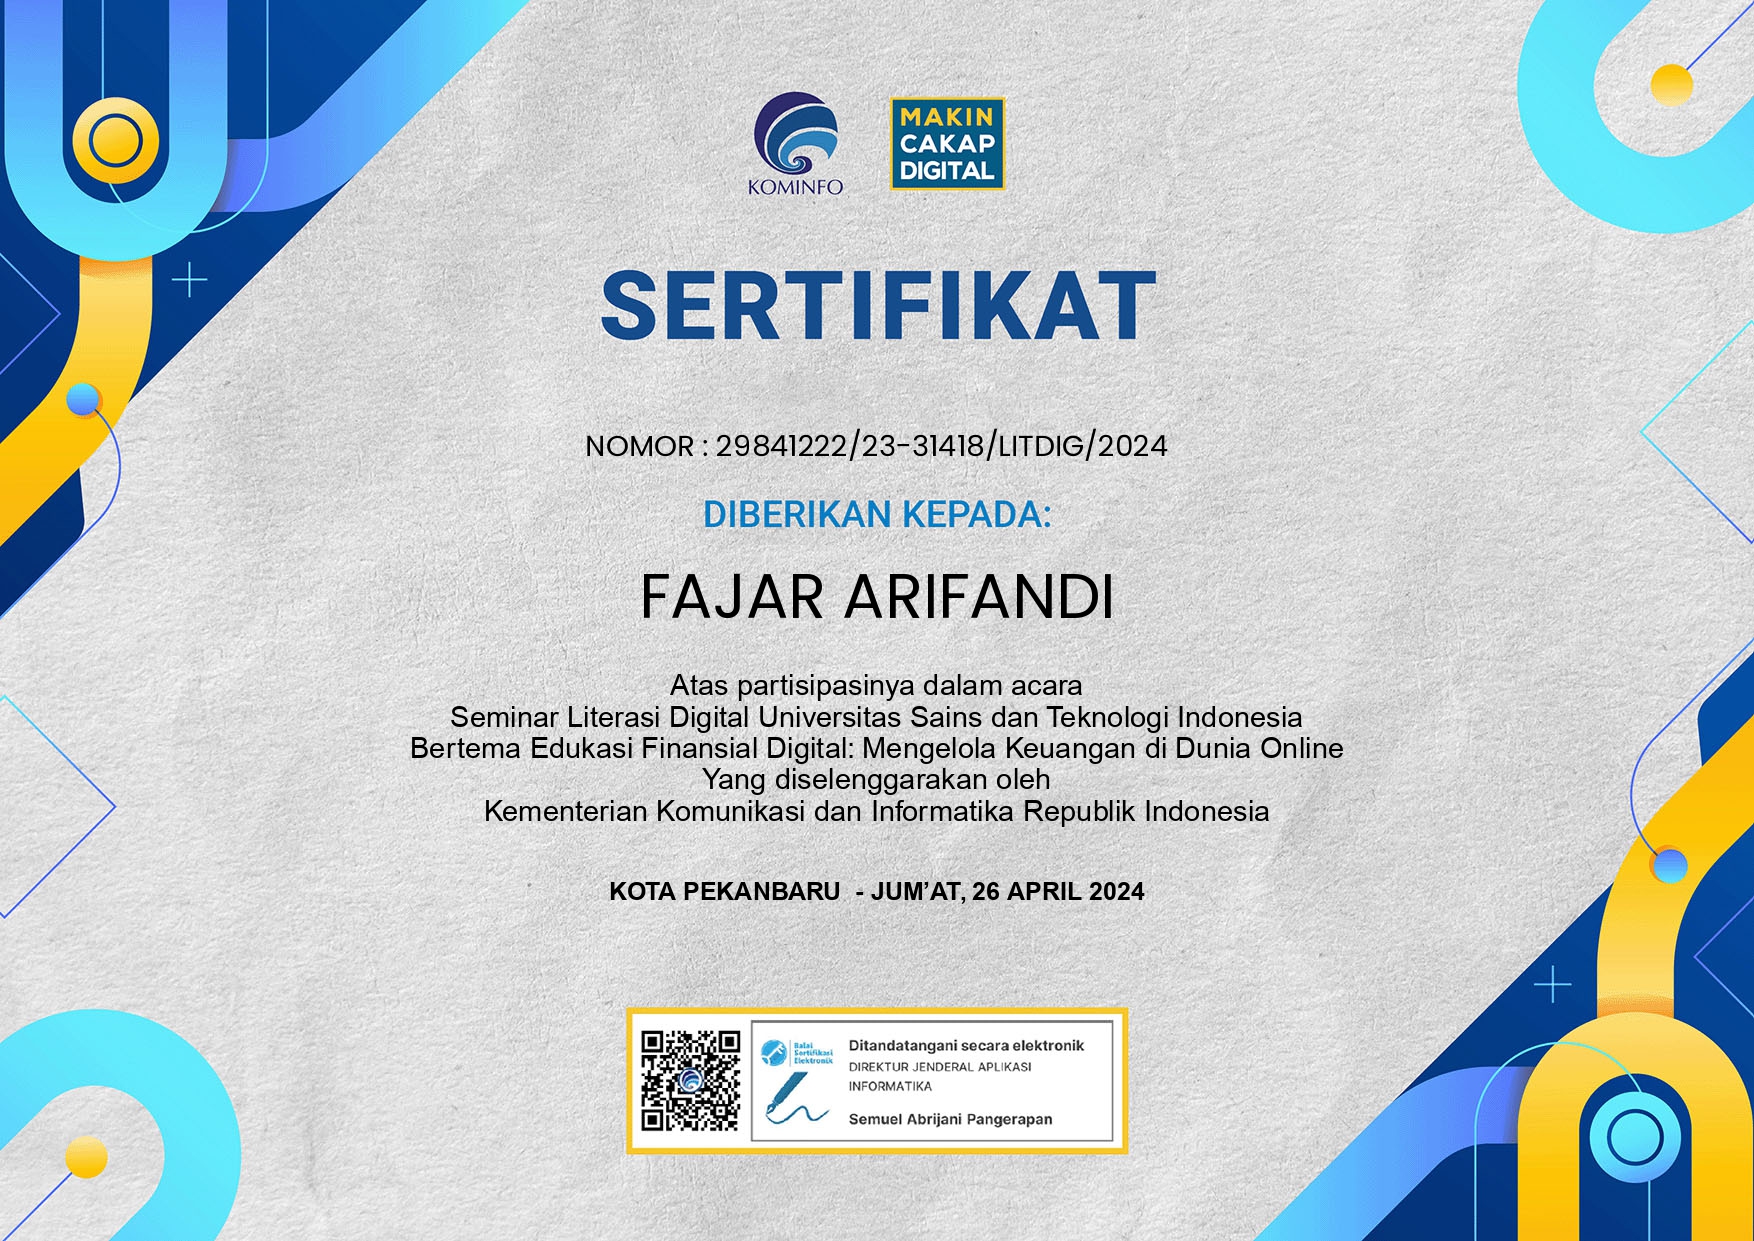 KOMINFO
MAKIN
CAKAP
DIGITAL
SERTIFIKAT
NOMOR : 29841222/23-31418/LITDIG/2024
DIBERIKAN KEPADA:
FAJAR ARIFANDI
Atas partisipasinya dalam acara
Seminar Literasi Digital Universitas Sains dan Teknologi Indonesia
Bertema Edukasi Finansial Digital: Mengelola Keuangan di Dunia Online
Yang diselenggarakan oleh
Kementerian Komunikasi dan Informatika Republik Indonesia
KOTA PEKANBARU - JUM’AT, 26 APRIL 2024
Balai
Sertifikasi
Elektronik
Ditandatangani secara elektronik
DIREKTUR JENDERAL APLIKASI
INFORMATIKA
Semuel Abrijani Pangerapan